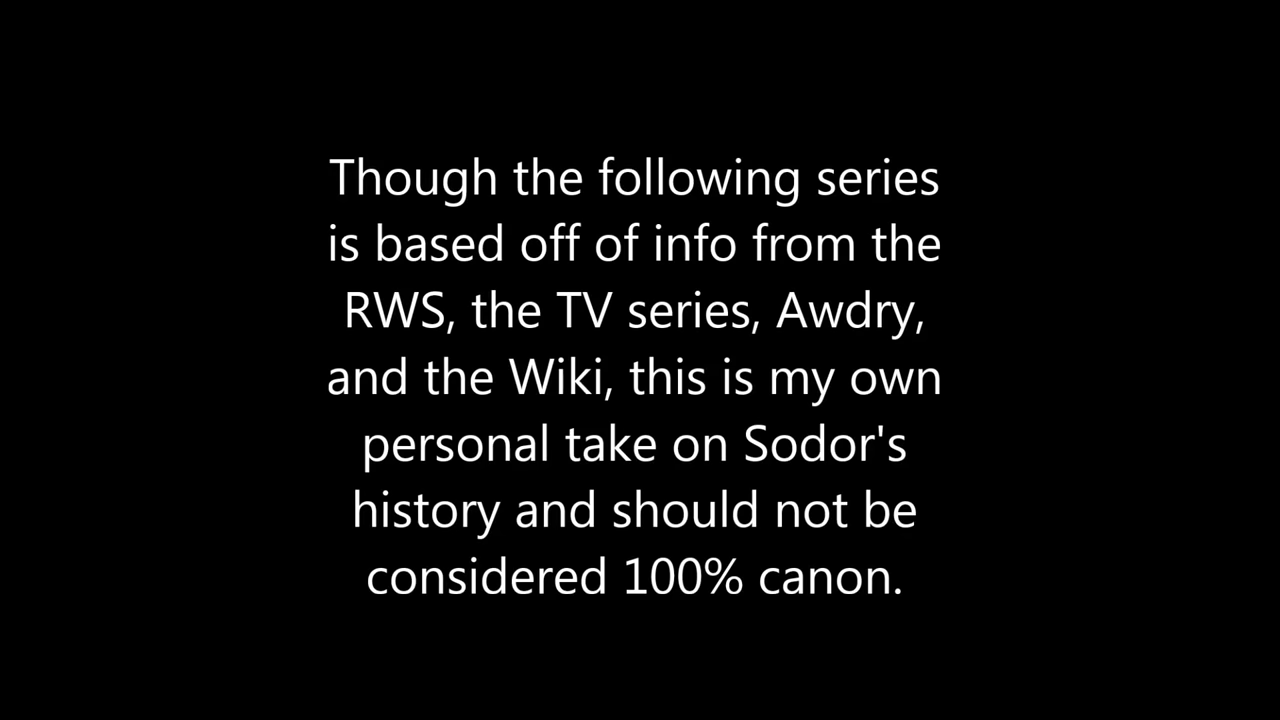 Though the following series
is based off of info from the
RWS, the TV series, Awdry,
and the Wiki, this is my own
personal take on Sodor's
history and should not be
considered 100% canon.